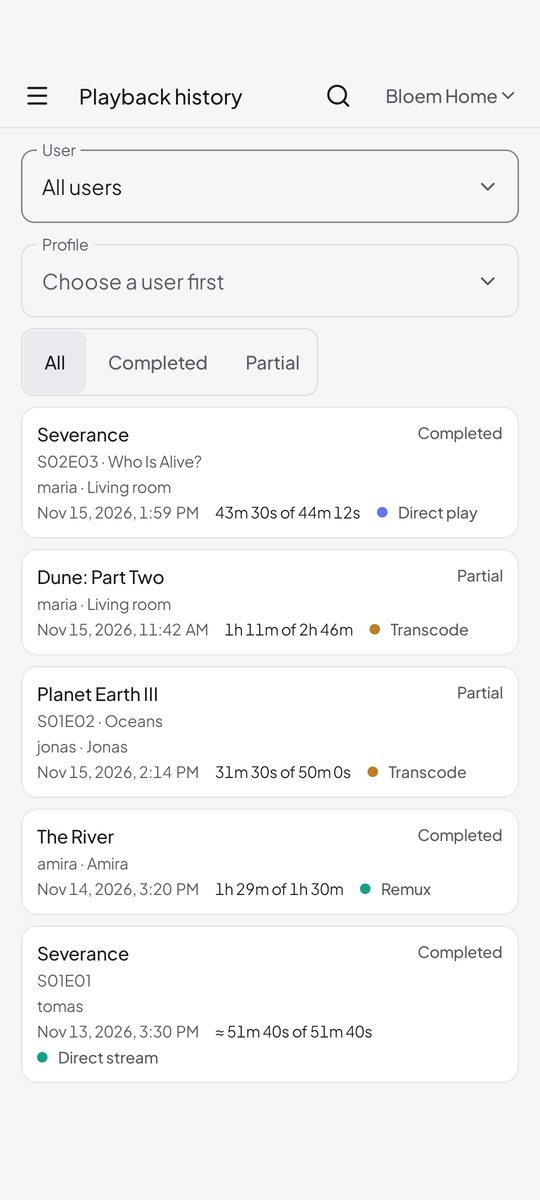 Playback history
Bloem Home
User
All users
Profile
Choose a user first
All
Completed
Partial
Severance
Completed
S02E03 · Who Is Alive?
maria · Living room
Nov 15, 2026, 1:59 PM 43m 30s of 44m 12s Direct play
Dune: Part Two
Partial
maria · Living room
Nov 15, 2026, 11:42 AM 1h 11m of 2h 46m Transcode
Planet Earth III
Partial
S01E02 · Oceans
jonas · Jonas
Nov 15, 2026, 2:14 PM 31m 30s of 50m 0s Transcode
The River
Completed
amira · Amira
Nov 14, 2026, 3:20 PM 1h 29m of 1h 30m Remux
Severance
Completed
S01E01
tomas
Nov 13, 2026, 3:30 PM ≈ 51m 40s of 51m 40s
Direct stream